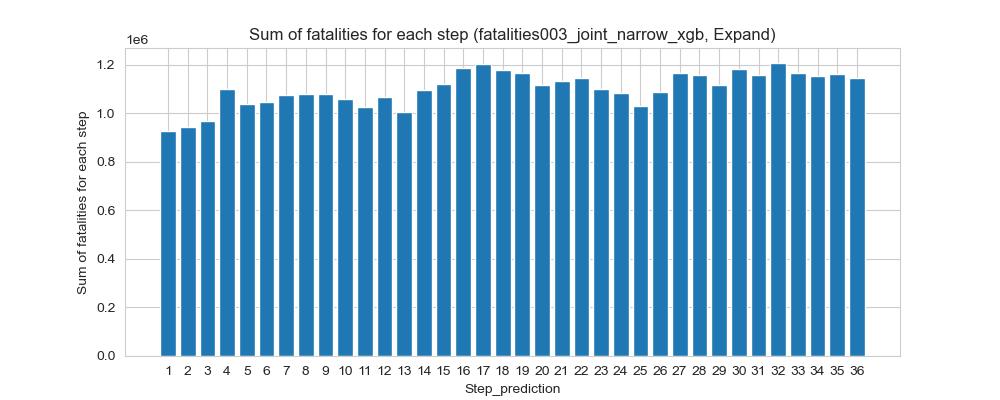 Sum of fatalities for each step (fatalities003_joint_narrow_xgb, Expand)
1e6
1.2
1.0
0.8
0.6
0.4
0.2
0.0
Sum of fatalities for each step
1 2 3 4 5 6 7 8 9 10 11 12 13 14 15 16 17 18 19 20 21 22 23 24 25 26 27 28 29 30 31 32 33 34 35 36
Step_prediction